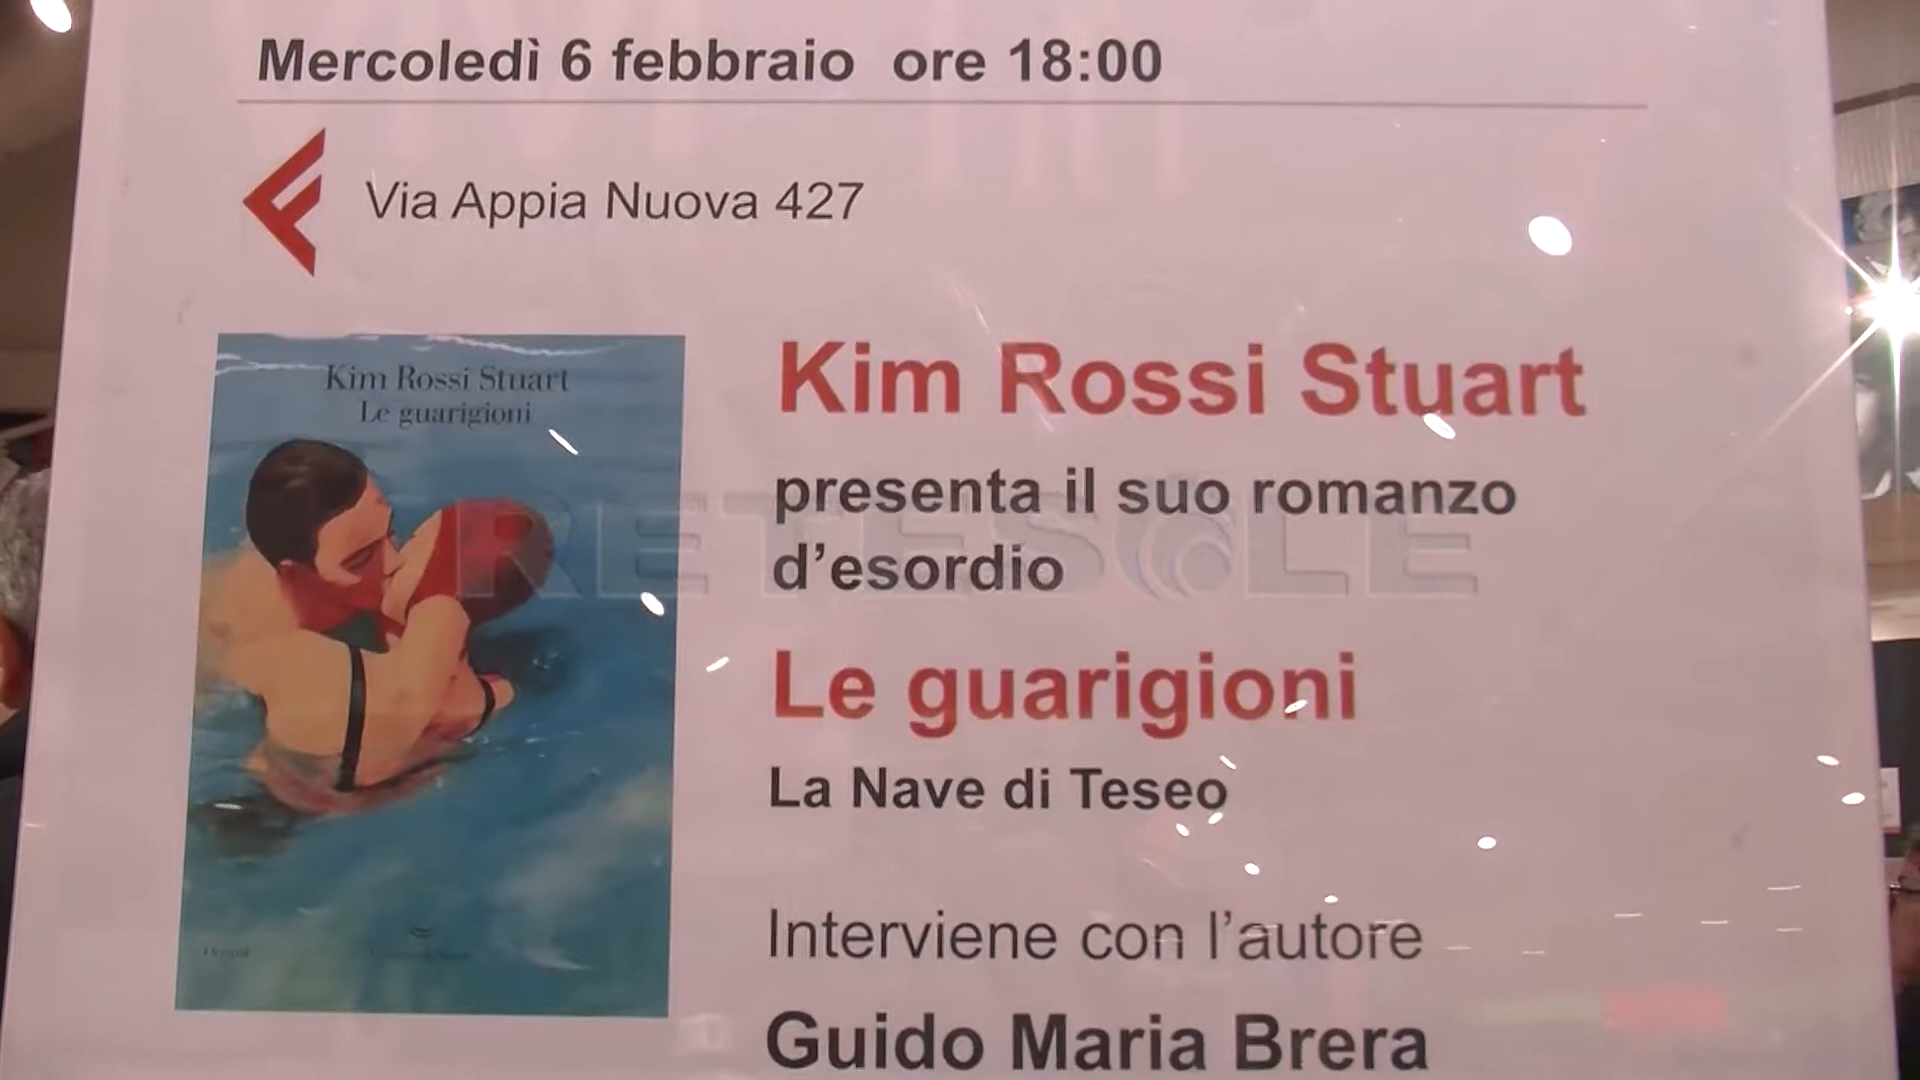 Mercoledì 6 febbraio ore 18:00
Via Appia Nuova 427
Kim Rossi Stuart
Le guarigioni
Kim Rossi Stuart
presenta il suo romanzo
d’esordio
RETESOLE
Le guarigioni
La Nave di Teseo
Interviene con l’autore
Guido Maria Brera